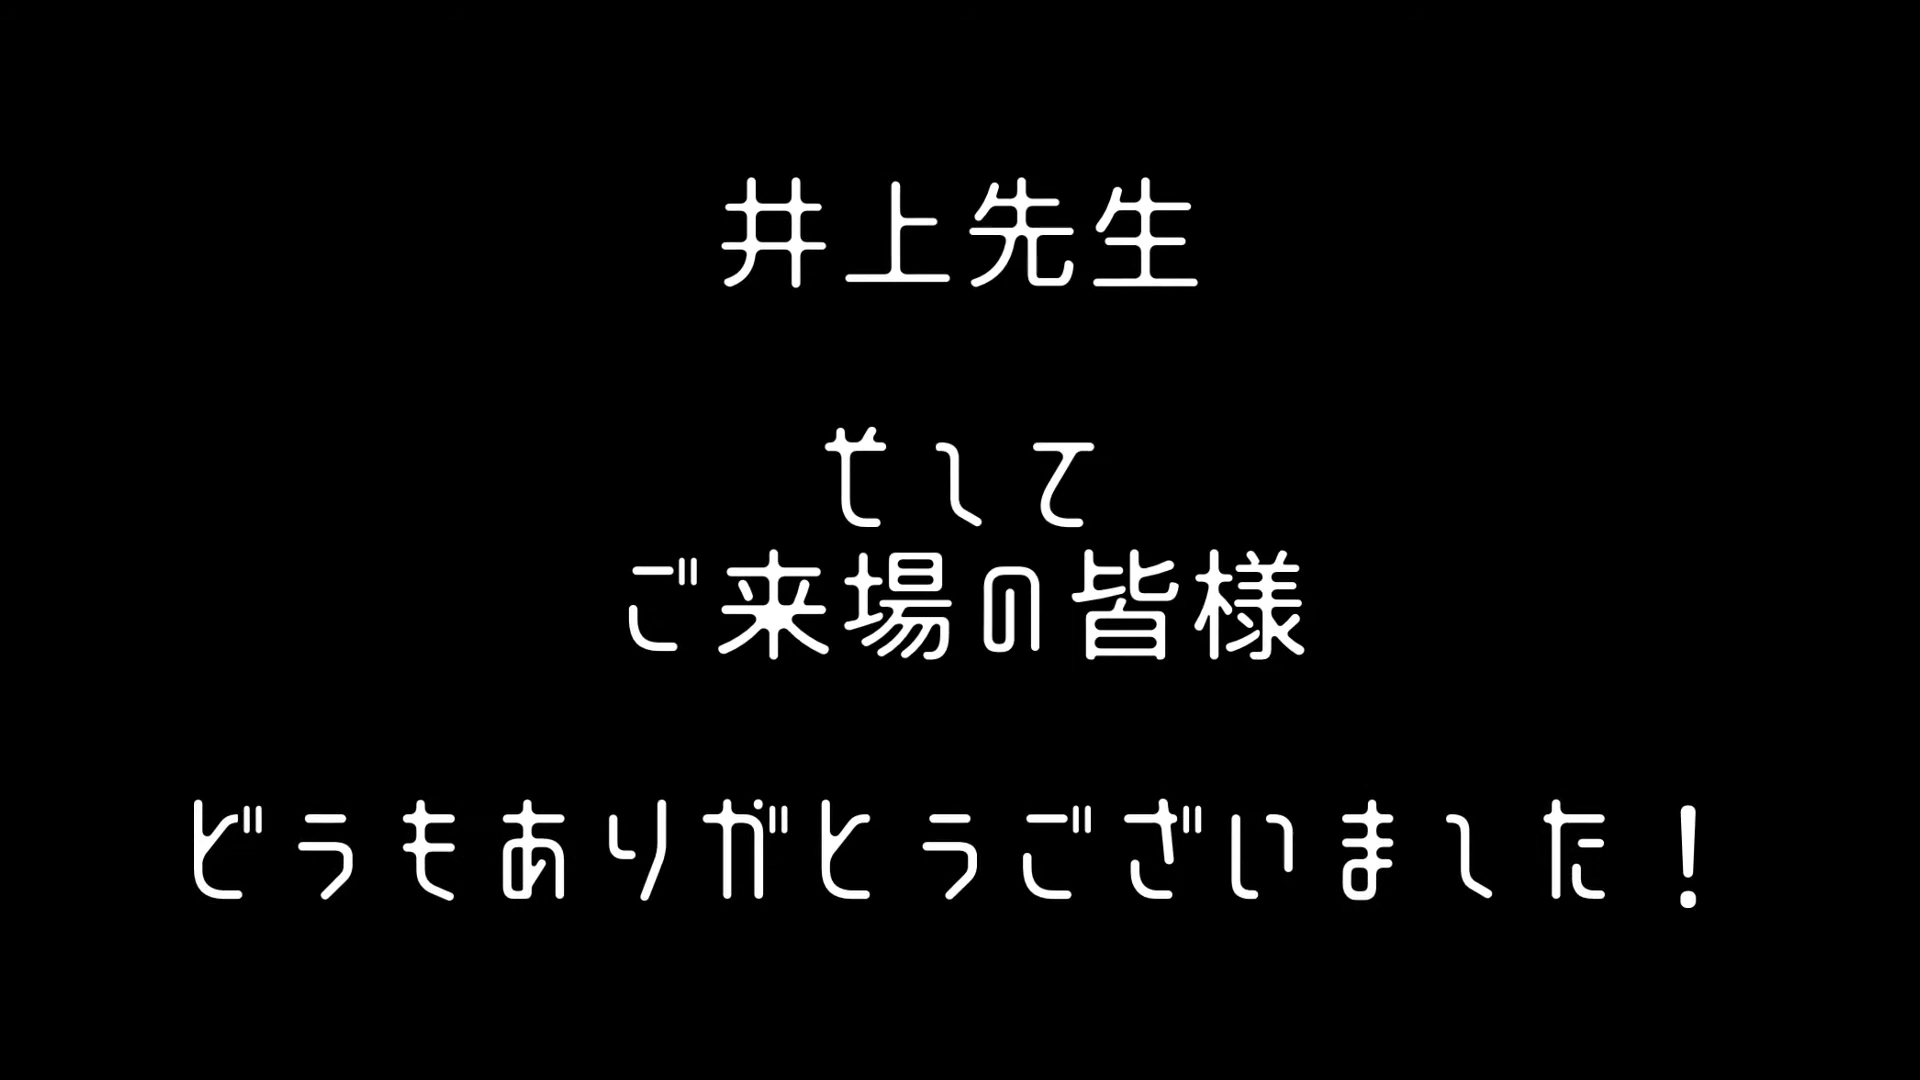 井上先生
そして
ご来場の皆様
どうもありがとうございました！